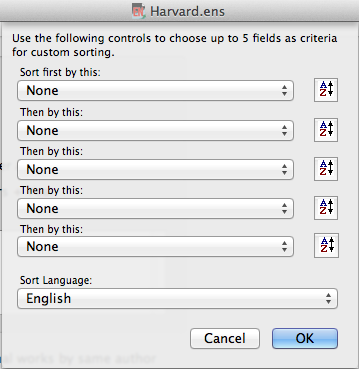 Harvard.ens
Use the following controls to choose up to 5 fields as criteria
for custom sorting.
Sort first by this:
None
Then by this:
None
Then by this:
None
Then by this:
None
Then by this:
None
Sort Language:
English
Cancel OK
works by same author